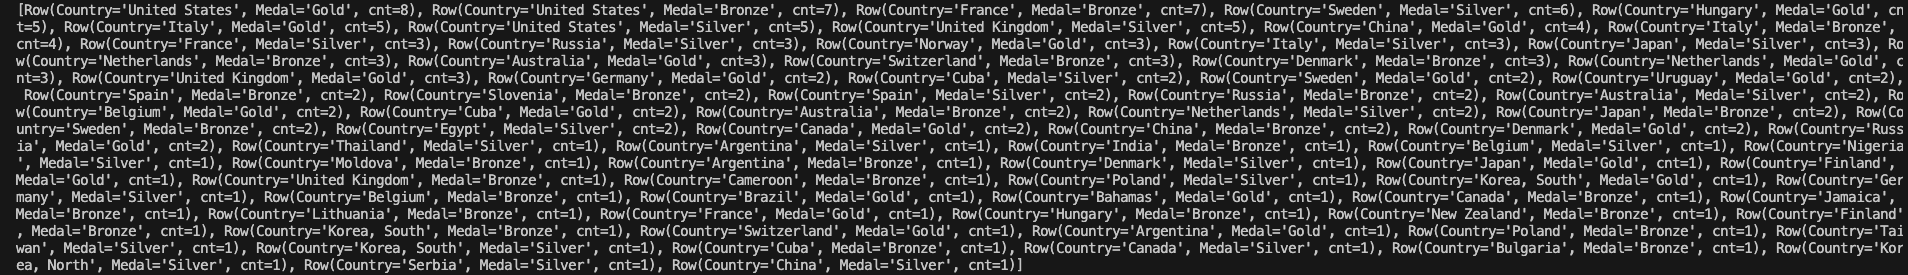 [Row(Country='United States', Medal='Gold', cnt=8), Row(Country='United States', Medal='Bronze', cnt=7), Row(Country='France', Medal='Bronze', cnt=7), Row(Country='Sweden', Medal='Silver', cnt=6), Row(Country='Hungary', Medal='Gold', cn
t=5), Row(Country='Italy', Medal='Gold', cnt=5), Row(Country='United States', Medal='Silver', cnt=5), Row(Country='United Kingdom', Medal='Silver', cnt=5), Row(Country='China', Medal='Gold', cnt=4), Row(Country='Italy', Medal='Bronze',
cnt=4), Row(Country='France', Medal='Silver', cnt=3), Row(Country='Russia', Medal='Silver', cnt=3), Row(Country='Norway', Medal='Gold', cnt=3), Row(Country='Italy', Medal='Silver', cnt=3), Row(Country='Japan', Medal='Silver', cnt=3), Ro
w(Country='Netherlands', Medal='Bronze', cnt=3), Row(Country='Australia', Medal='Gold', cnt=3), Row(Country='Switzerland', Medal='Bronze', cnt=3), Row(Country='Denmark', Medal='Bronze', cnt=3), Row(Country='Netherlands', Medal='Gold', c
nt=3), Row(Country='United Kingdom', Medal='Gold', cnt=3), Row(Country='Germany', Medal='Gold', cnt=2), Row(Country='Cuba', Medal='Silver', cnt=2), Row(Country='Sweden', Medal='Gold', cnt=2), Row(Country='Uruguay', Medal='Gold', cnt=2),
Row(Country='Spain', Medal='Bronze', cnt=2), Row(Country='Slovenia', Medal='Bronze', cnt=2), Row(Country='Spain', Medal='Silver', cnt=2), Row(Country='Russia', Medal='Bronze', cnt=2), Row(Country='Australia', Medal='Silver', cnt=2), Ro
w(Country='Belgium', Medal='Gold', cnt=2), Row(Country='Cuba', Medal='Gold', cnt=2), Row(Country='Australia', Medal='Bronze', cnt=2), Row(Country='Netherlands', Medal='Silver', cnt=2), Row(Country='Japan', Medal='Bronze', cnt=2), Row(Co
untry='Sweden', Medal='Bronze', cnt=2), Row(Country='Egypt', Medal='Silver', cnt=2), Row(Country='Canada', Medal='Gold', cnt=2), Row(Country='China', Medal='Bronze', cnt=2), Row(Country='Denmark', Medal='Gold', cnt=2), Row(Country='Russ
ia', Medal='Gold', cnt=2), Row(Country='Thailand', Medal='Silver', cnt=1), Row(Country='Argentina', Medal='Silver', cnt=1), Row(Country='India', Medal='Bronze', cnt=1), Row(Country='Belgium', Medal='Silver', cnt=1), Row(Country='Nigeria
', Medal='Silver', cnt=1), Row(Country='Moldova', Medal='Bronze', cnt=1), Row(Country='Argentina', Medal='Bronze', cnt=1), Row(Country='Denmark', Medal='Silver', cnt=1), Row(Country='Japan', Medal='Gold', cnt=1), Row(Country='Finland',
Medal='Gold', cnt=1), Row(Country='United Kingdom', Medal='Bronze', cnt=1), Row(Country='Cameroon', Medal='Bronze', cnt=1), Row(Country='Poland', Medal='Silver', cnt=1), Row(Country='Korea, South', Medal='Gold', cnt=1), Row(Country='Ger
many', Medal='Silver', cnt=1), Row(Country='Belgium', Medal='Bronze', cnt=1), Row(Country='Brazil', Medal='Gold', cnt=1), Row(Country='Bahamas', Medal='Gold', cnt=1), Row(Country='Canada', Medal='Bronze', cnt=1), Row(Country='Jamaica',
Medal='Bronze', cnt=1), Row(Country='Lithuania', Medal='Bronze', cnt=1), Row(Country='France', Medal='Gold', cnt=1), Row(Country='Hungary', Medal='Bronze', cnt=1), Row(Country='New Zealand', Medal='Bronze', cnt=1), Row(Country='Finland'
, Medal='Bronze', cnt=1), Row(Country='Korea, South', Medal='Bronze', cnt=1), Row(Country='Switzerland', Medal='Gold', cnt=1), Row(Country='Argentina', Medal='Gold', cnt=1), Row(Country='Poland', Medal='Bronze', cnt=1), Row(Country='Tai
wan', Medal='Silver', cnt=1), Row(Country='Korea, South', Medal='Silver', cnt=1), Row(Country='Cuba', Medal='Bronze', cnt=1), Row(Country='Canada', Medal='Silver', cnt=1), Row(Country='Bulgaria', Medal='Bronze', cnt=1), Row(Country='Kor
ea, North', Medal='Silver', cnt=1), Row(Country='Serbia', Medal='Silver', cnt=1), Row(Country='China', Medal='Silver', cnt=1)]